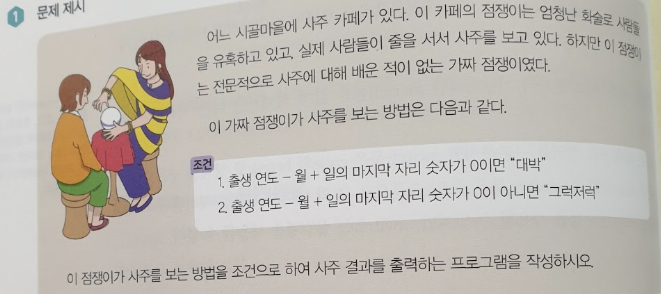 1 문제 제시
어느 시골마을에 사주 카페가 있다. 이 카페의 점쟁이는 엄청난 화술로 사람들
을 유혹하고 있고, 실제 사람들이 줄을 서서 사주를 보고 있다. 하지만 이 점쟁이
는 전문적으로 사주에 대해 배운 적이 없는 가짜 점쟁이였다.
이 가짜 점쟁이가 사주를 보는 방법은 다음과 같다.
조건
1. 출생 연도 – 월 + 일의 마지막 자리 숫자가 0이면 “대박”
2. 출생 연도 – 월 + 일의 마지막 자리 숫자가 0이 아니면 “그럭저럭”
이 점쟁이가 사주를 보는 방법을 조건으로 하여 사주 결과를 출력하는 프로그램을 작성하시오.